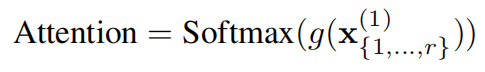 Attention = Softmax(g(x^{(1)}_{\{1,...,r\}}))